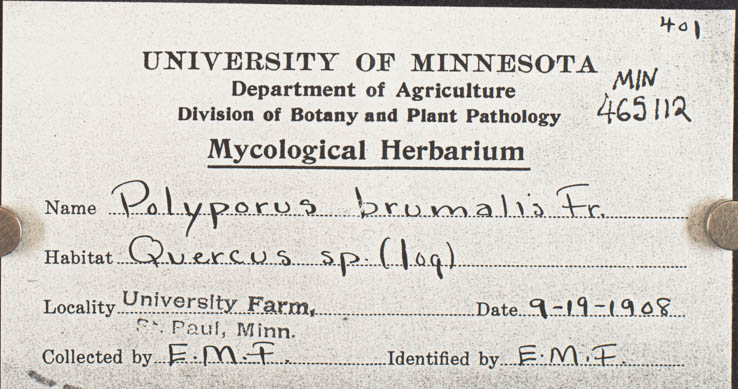 401
UNIVERSITY OF MINNESOTA
Department of Agriculture
Division of Botany and Plant Pathology
MIN
465112
Mycological Herbarium
Name Polyporus brumalis Fr.
Habitat Quercus sp. (log)
Locality University Farm, Date 9-19-1908
St. Paul, Minn.
Collected by E.M.F. Identified by E.M.F.